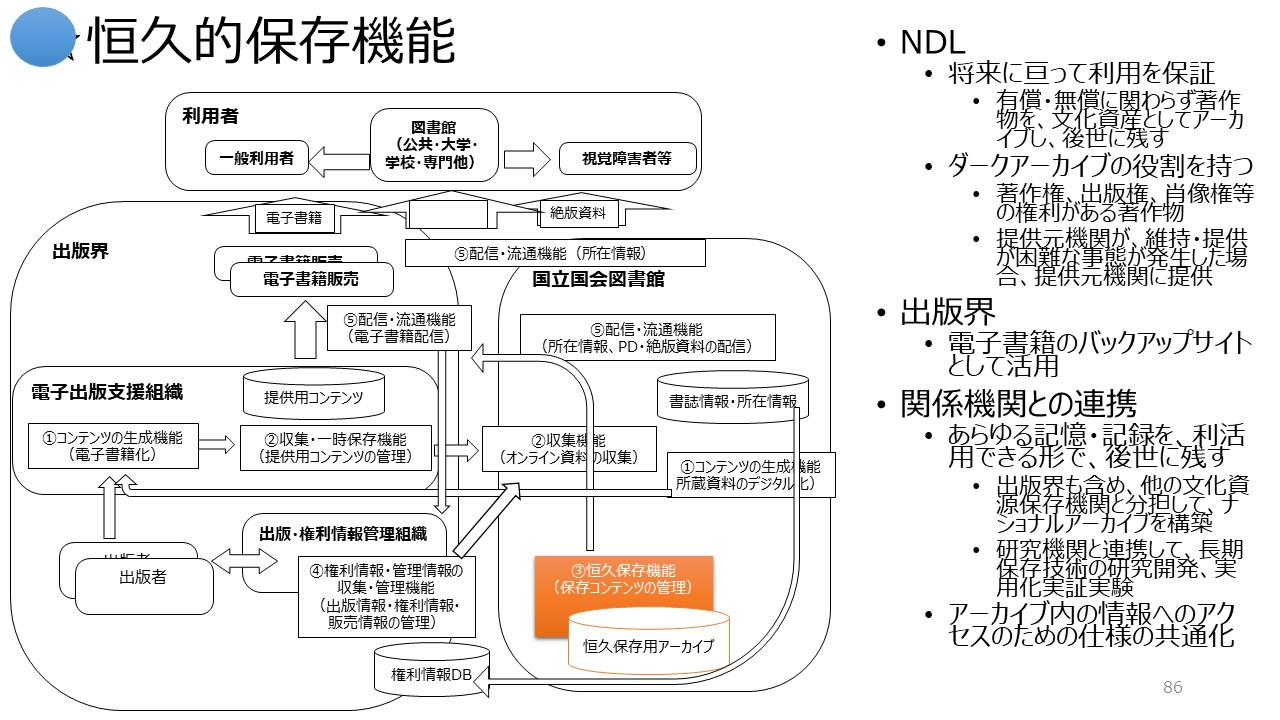 ★恒久的保存機能
利用者
図書館
（公共・大学・
学校・専門他）
一般利用者
視覚障害者等
電子書籍
絶版資料
出版界
⑤配信・流通機能（所在情報）
電子書籍販売
電子書籍販売
国立国会図書館
⑤配信・流通機能
（電子書籍配信）
⑤配信・流通機能
（所在情報、PD・絶版資料の配信）
電子出版支援組織
提供用コンテンツ
書誌情報・所在情報
①コンテンツの生成機能
（電子書籍化）
②収集・一時保存機能
（提供用コンテンツの管理）
②収集機能
（オンライン資料の収集）
①コンテンツの生成機能
所蔵資料のデジタル化）
出版・権利情報管理組織
出版者
出版者
④権利情報・管理情報の
収集・管理機能
（出版情報・権利情報・
販売情報の管理）
③恒久保存機能
（保存コンテンツの管理）
恒久保存用アーカイブ
権利情報DB
• NDL
• 将来に亘って利用を保証
• 有償・無償に関わらず著作
物を、文化資産としてアーカ
イブし、後世に残す
• ダークアーカイブの役割を持つ
• 著作権、出版権、肖像権等
の権利がある著作物
• 提供元機関が、維持・提供
が困難な事態が発生した場
合、提供元機関に提供
• 出版界
• 電子書籍のバックアップサイト
として活用
• 関係機関との連携
• あらゆる記憶・記録を、利活
用できる形で、後世に残す
• 出版界も含め、他の文化資
源保存機関と分担して、ナ
ショナルアーカイブを構築
• 研究機関と連携して、長期
保存技術の研究開発、実
用化実証実験
• アーカイブ内の情報へのアク
セスのための仕様の共通化
86